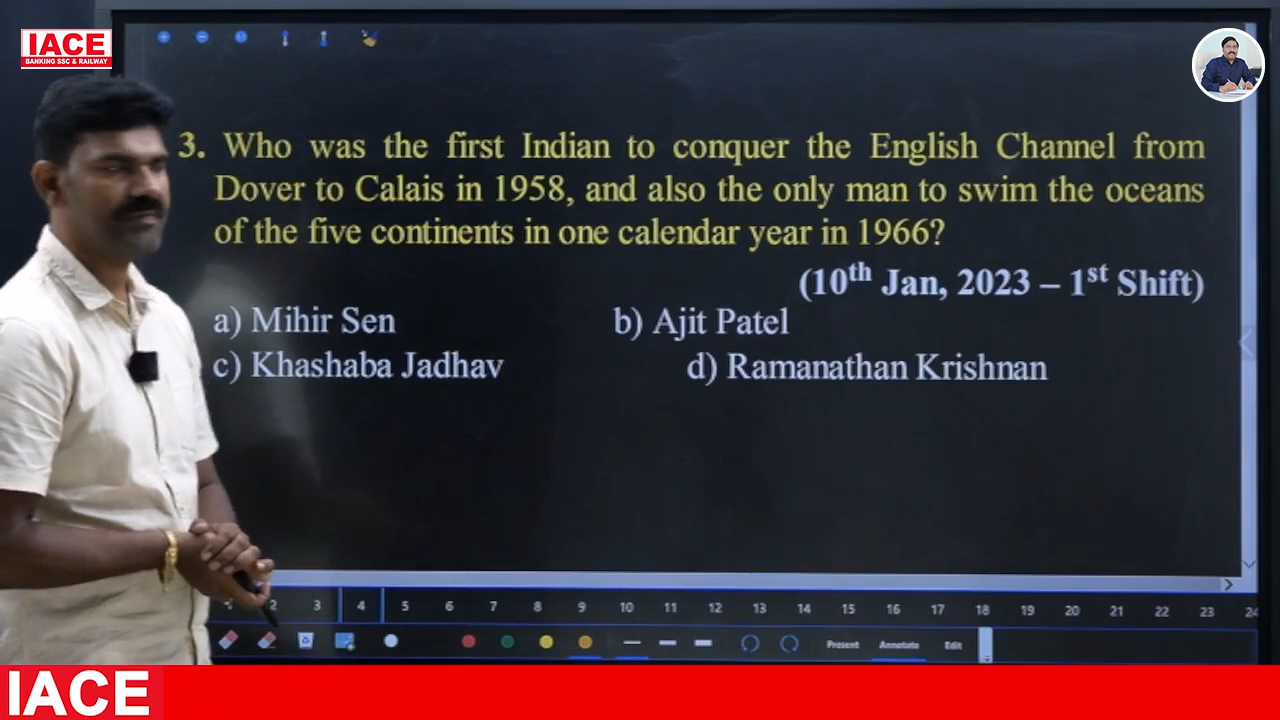 IACE
BANKING SSC & RAILWAY
3. Who was the first Indian to conquer the English Channel from
Dover to Calais in 1958, and also the only man to swim the oceans
of the five continents in one calendar year in 1966?
(10th Jan, 2023 – 1st Shift)
a) Mihir Sen b) Ajit Patel
c) Khashaba Jadhav d) Ramanathan Krishnan
1 2 3 4 5 6 7 8 9 10 11 12 13 14 15 16 17 18 19 20 21 22 23 24
Present Annotate Edit
IACE